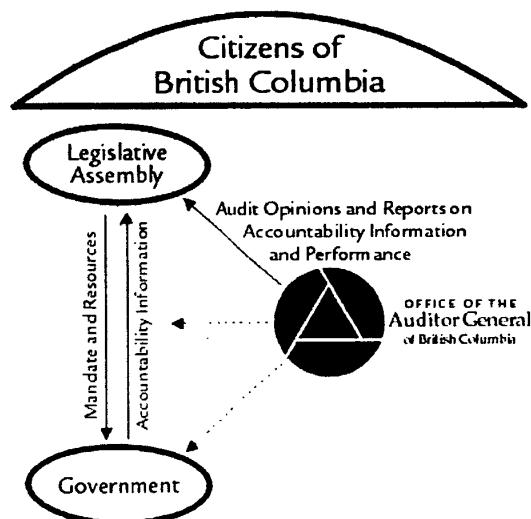 Citizens of
British Columbia
Legislative
Assembly
Audit Opinions and Reports on
Accountability Information
and Performance
Mandate and Resources
Accountability Information
OFFICE OF THE
Auditor General
of British Columbia
Government